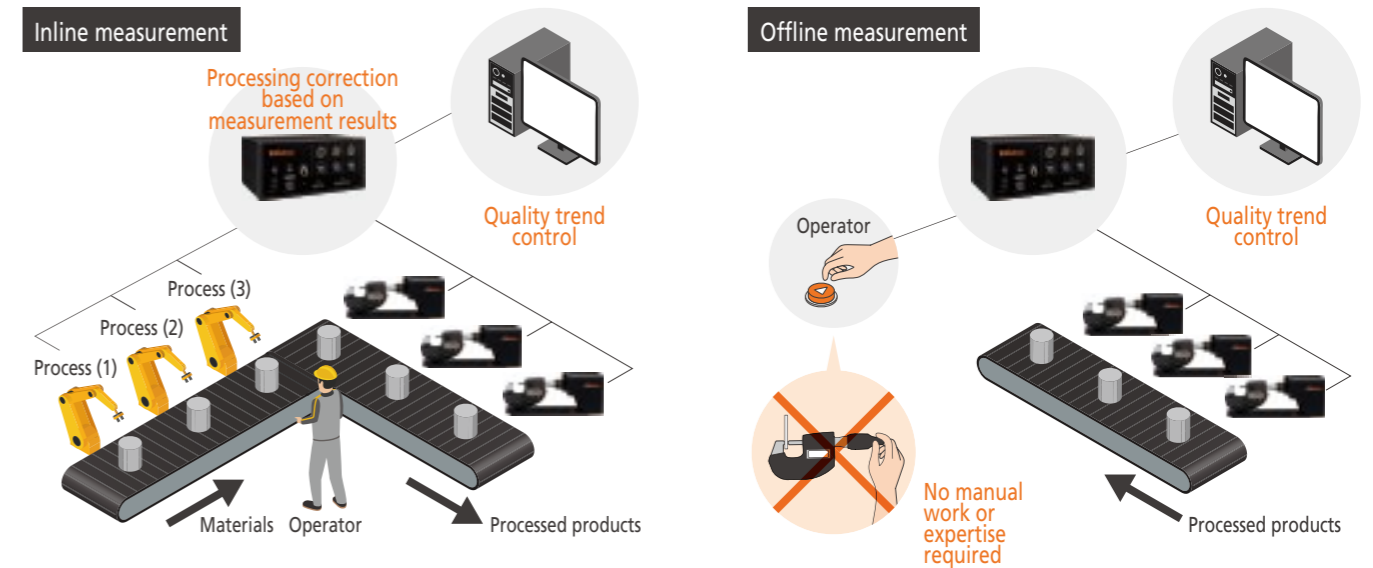 Inline measurement
Processing correction
based on
measurement results
Quality trend
control
Process (3)
Process (2)
Process (1)
Materials
Operator
Processed products
Offline measurement
Operator
Quality trend
control
No manual
work or
expertise
required
Processed products